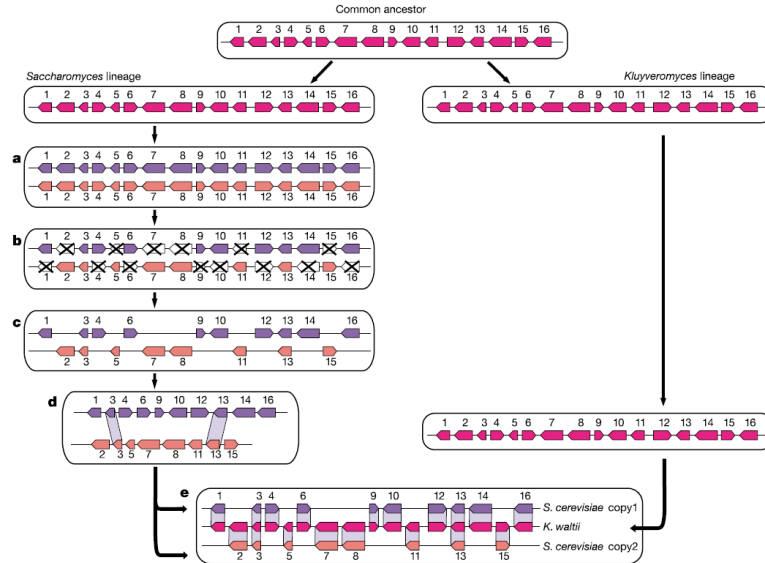 Common ancestor
1 2 3 4 5 6 7 8 9 10 11 12 13 14 15 16
Saccharomyces lineage
1 2 3 4 5 6 7 8 9 10 11 12 13 14 15 16
Kluyveromyces lineage
1 2 3 4 5 6 7 8 9 10 11 12 13 14 15 16
a
1 2 3 4 5 6 7 8 9 10 11 12 13 14 15 16
1 2 3 4 5 6 7 8 9 10 11 12 13 14 15 16
b
1 2 3 4 5 6 7 8 9 10 11 12 13 14 15 16
1 2 3 4 5 6 7 8 9 10 11 12 13 14 15 16
c
1 3 4 6 9 10 12 13 14 16
2 3 5 7 8 11 13 15
d
1 3 4 6 9 10 12 13 14 16
2 3 5 7 8 11 13 15
1 2 3 4 5 6 7 8 9 10 11 12 13 14 15 16
e
1 3 4 6 9 10 12 13 14 16
S. cerevisiae copy1
K. waltii
S. cerevisiae copy2
2 3 5 7 8 11 13 15